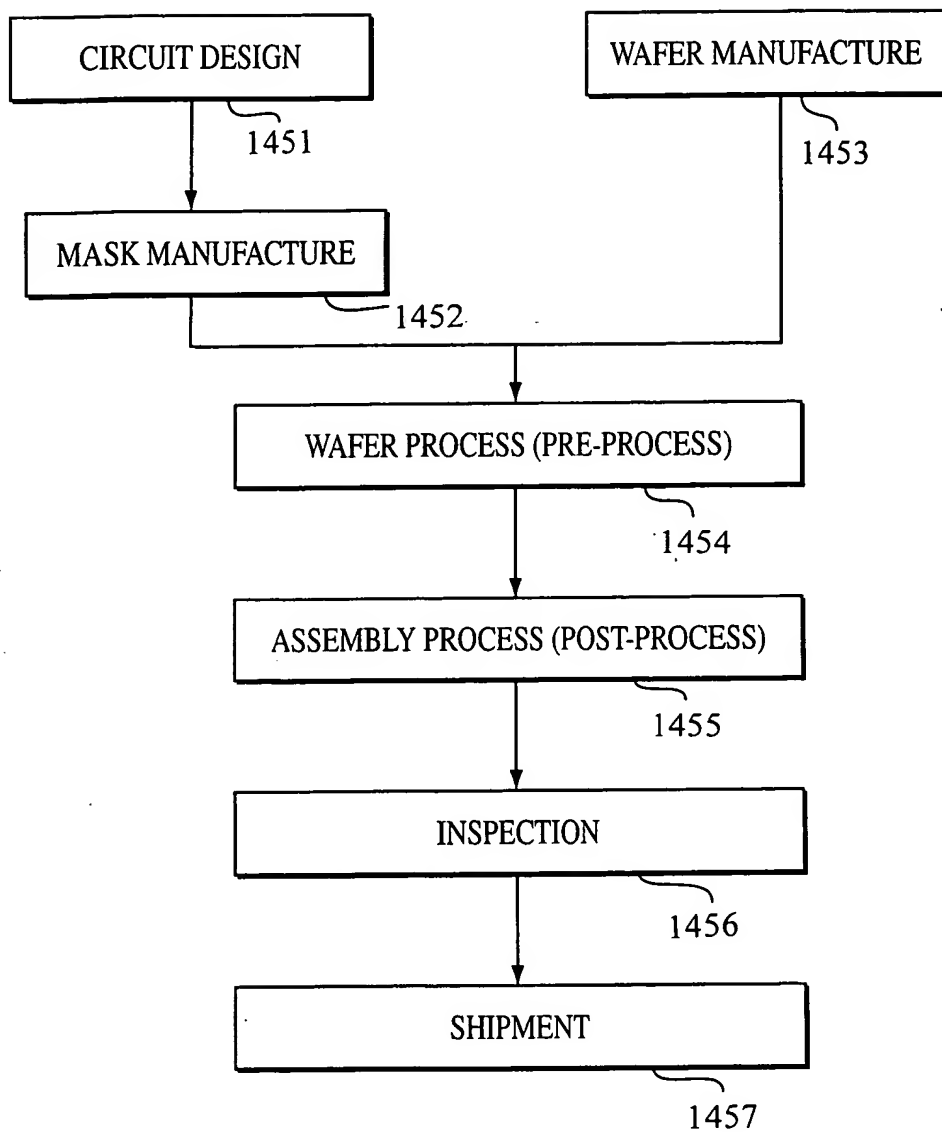 CIRCUIT DESIGN
1451
WAFER MANUFACTURE
1453
MASK MANUFACTURE
1452
WAFER PROCESS (PRE-PROCESS)
1454
ASSEMBLY PROCESS (POST-PROCESS)
1455
INSPECTION
1456
SHIPMENT
1457